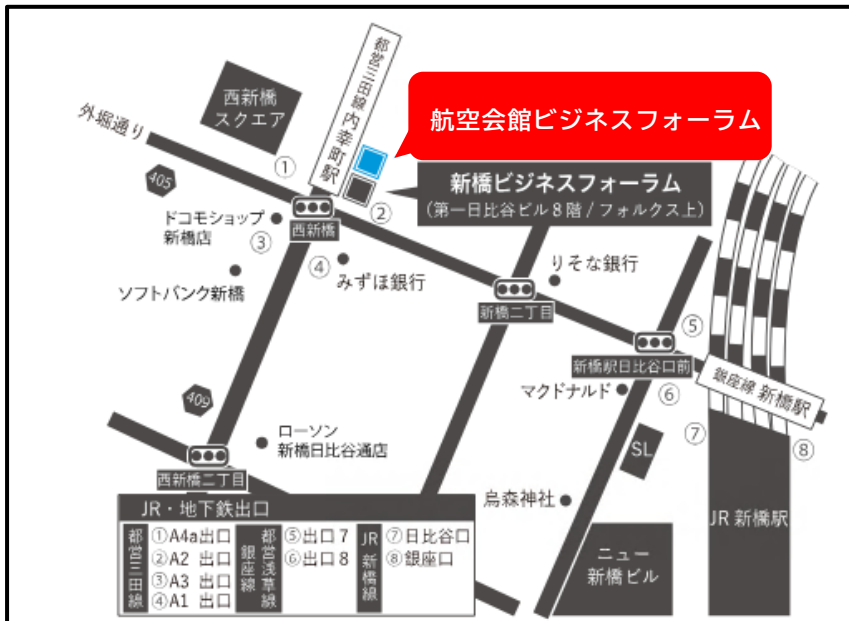 外堀通り
405
西新橋
スクエア
都営三田線内幸町駅
航空会館ビジネスフォーラム
新橋ビジネスフォーラム
(第一日比谷ビル8階/フォルクス上)
①
②
ドコモショップ
新橋店
③
西新橋
④
みずほ銀行
ソフトバンク新橋
りそな銀行
新橋二丁目
⑤
新橋駅日比谷口前
銀座線 新橋駅
マクドナルド
⑥
409
ローソン
新橋日比谷通店
西新橋二丁目
SL
⑦
⑧
烏森神社
JR 新橋駅
ニュー
新橋ビル
JR・地下鉄出口
都営三田線
①A4a出口
②A2 出口
③A3 出口
④A1 出口
都営浅草線
銀座線
⑤出口7
⑥出口8
JR新橋線
⑦日比谷口
⑧銀座口